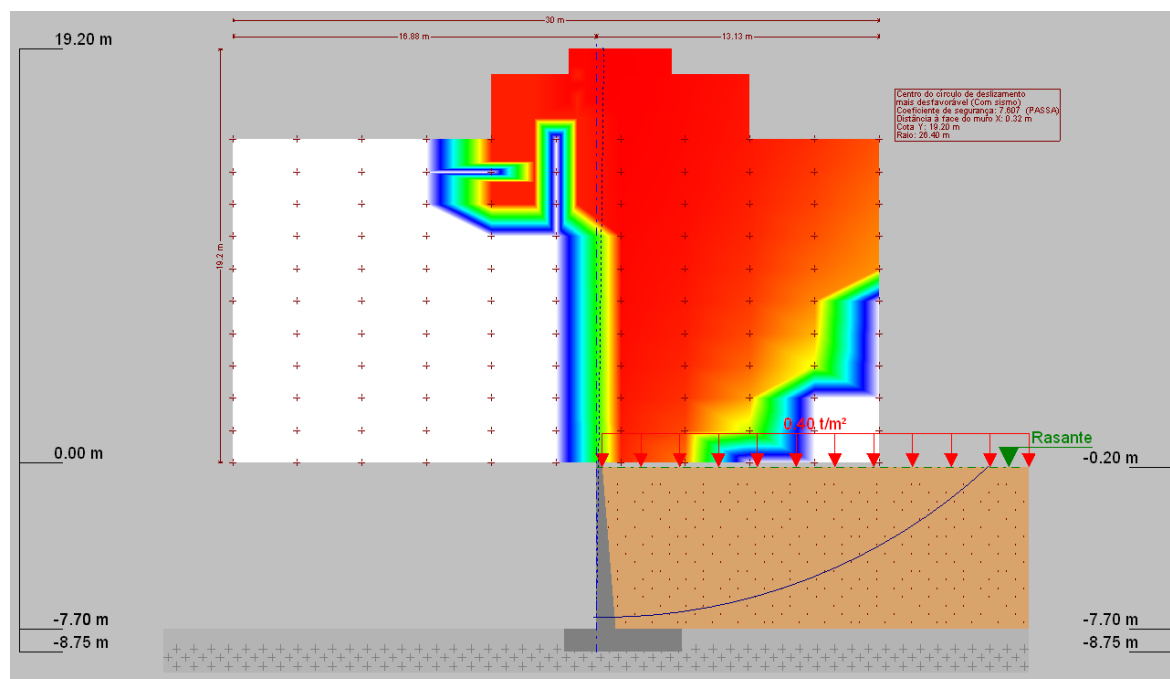 30 m
19.20 m
16.88 m
13.13 m
Centro do círculo de deslizamento
mais desfavorável (Com sismo)
Coeficiente de segurança: 7.607 (PASSA)
Distância à face do muro X: 0.32 m
Cota Y: 19.20 m
Raio: 26.40 m
19.2 m
0.40 t/m²
Rasante
0.00 m
-0.20 m
-7.70 m
-7.70 m
-8.75 m
-8.75 m